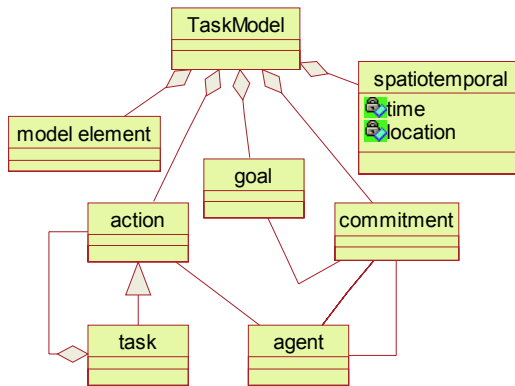 TaskModel
spatiotemporal
time
location
model element
goal
action
commitment
task
agent